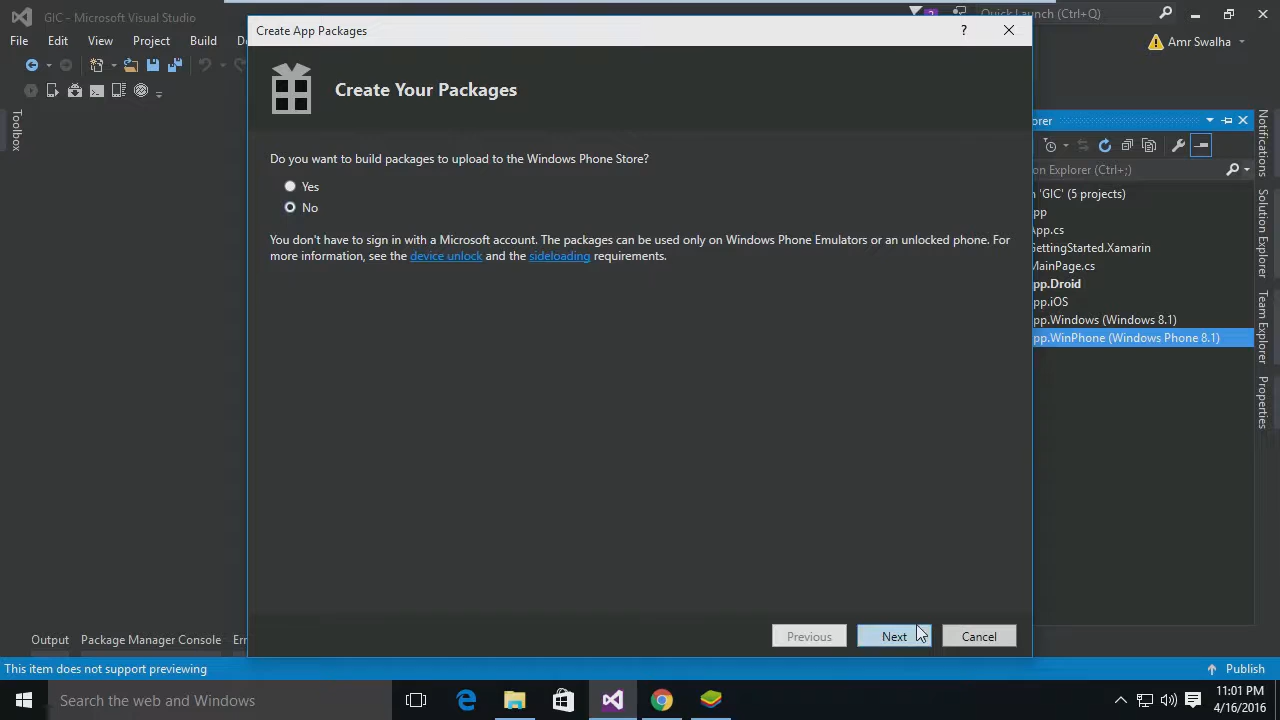 GIC - Microsoft Visual Studio
Quick Launch (Ctrl+Q)
File Edit View Project Build
Amr Swalha
Create App Packages
Create Your Packages
Do you want to build packages to upload to the Windows Phone Store?
Yes
No
You don't have to sign in with a Microsoft account. The packages can be used only on Windows Phone Emulators or an unlocked phone. For
more information, see the device unlock and the sideloading requirements.
Previous Next Cancel
Toolbox
orer
ion Explorer (Ctrl+;)
'GIC' (5 projects)
pp
App.cs
GettingStarted.Xamarin
MainPage.cs
pp.Droid
pp.iOS
pp.Windows (Windows 8.1)
pp.WinPhone (Windows Phone 8.1)
Notifications
Solution Explorer
Team Explorer
Properties
Output Package Manager Console
This item does not support previewing
Publish
Search the web and Windows
11:01 PM
4/16/2016